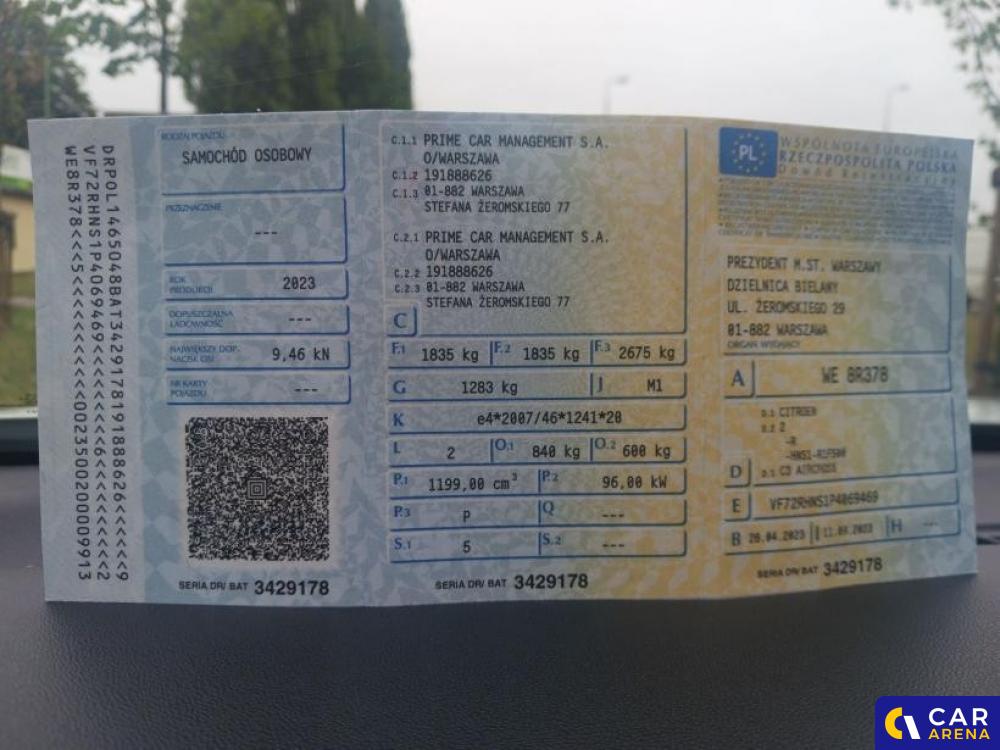 DRPOL1465048BAT3429178191888626<<<<<<9
VF72RHNS1P4069469<<<<<<<<<<<6<<<<<<<<2
WE8R378<<5<<<<<<<<<<<<<00235002000009913
RODZAJ POJAZDU
SAMOCHÓD OSOBOWY
PRZEZNACZENIE
---
ROK PRODUKCJI
2023
DOPUSZCZALNA ŁADOWNOŚĆ
---
NAJWIĘKSZY DOP. NACISK OSI
9,46 kN
NR KARTY POJAZDU
---
SERIA DR/ BAT 3429178
C.1.1 PRIME CAR MANAGEMENT S.A.
O/WARSZAWA
C.1.2 191888626
C.1.3 01-882 WARSZAWA
STEFANA ŻEROMSKIEGO 77
C.2.1 PRIME CAR MANAGEMENT S.A.
O/WARSZAWA
C.2.2 191888626
C.2.3 01-882 WARSZAWA
STEFANA ŻEROMSKIEGO 77
C
F.1 1835 kg F.2 1835 kg F.3 2675 kg
G 1283 kg J M1
K e4*2007/46*1241*20
L 2 O.1 840 kg O.2 600 kg
P.1 1199,00 cm³ P.2 96,00 kW
P.3 P Q ---
S.1 5 S.2 ---
SERIA DR/ BAT 3429178
PL
WSPÓLNOTA EUROPEJSKA
RZECZPOSPOLITA POLSKA
Dowód Rejestracyjny
PREZYDENT M.ST. WARSZAWY
DZIELNICA BIELANY
UL. ŻEROMSKIEGO 29
01-882 WARSZAWA
ORGAN WYDAJĄCY
A WE 8R378
D.1 CITROEN
D.2 2
-R
D D.3 C3 AIRCROSS
E VF72RHNS1P4069469
B 26.04.2023 I H ---
SERIA DR/ BAT 3429178
CAR
ARENA